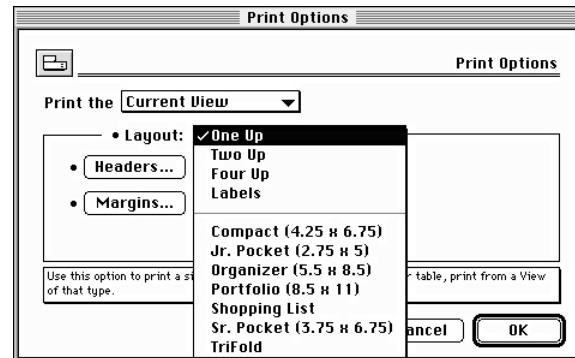 Print Options
Print Options
Print the Current View
• Layout: ✓One Up
Two Up
Four Up
Labels
• Headers...
• Margins...
Compact (4.25 x 6.75)
Jr. Pocket (2.75 x 5)
Organizer (5.5 x 8.5)
Portfolio (8.5 x 11)
Shopping List
Sr. Pocket (3.75 x 6.75)
TriFold
Use this option to print a table, print from a View
of that type.
OK